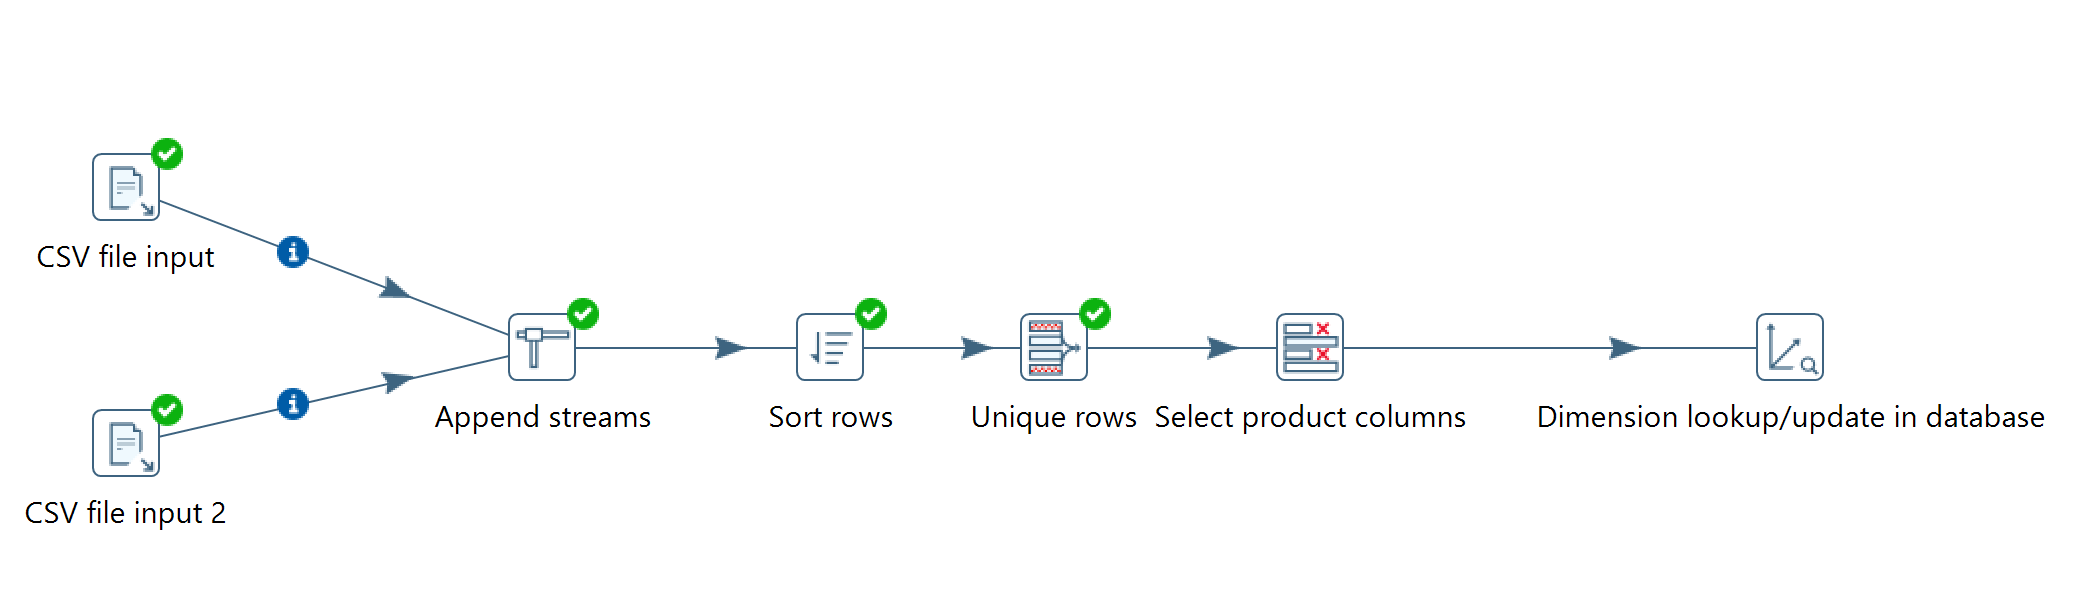 CSV file input
Append streams
Sort rows
Unique rows
Select product columns
Dimension lookup/update in database
CSV file input 2